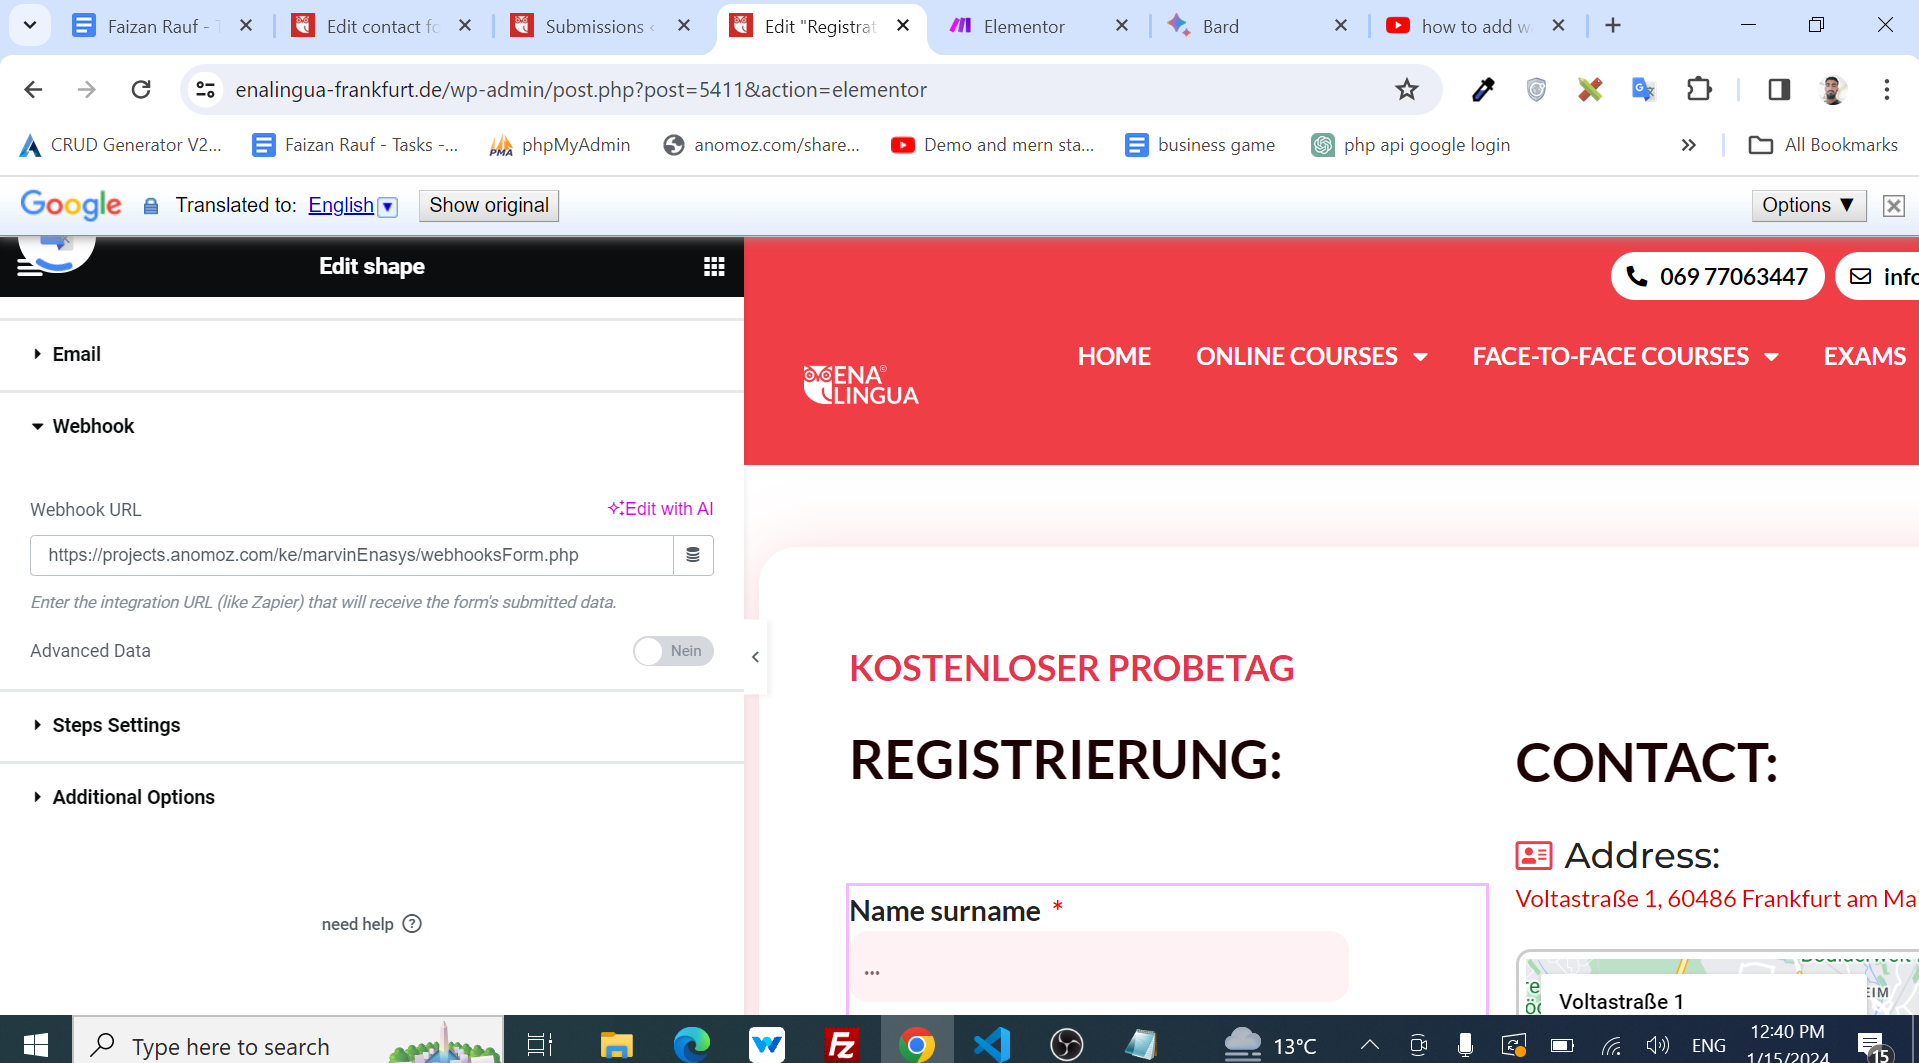 Faizan Rauf - T
Edit contact fo
Submissions ‹
Edit "Registrat
Elementor
Bard
how to add w
enalingua-frankfurt.de/wp-admin/post.php?post=5411&action=elementor
CRUD Generator V2...
Faizan Rauf - Tasks -...
phpMyAdmin
anomoz.com/share...
Demo and mern sta...
business game
php api google login
All Bookmarks
Google
Translated to: English
Show original
Options ▼
Edit shape
Email
Webhook
Webhook URL
Edit with AI
https://projects.anomoz.com/ke/marvinEnasys/webhooksForm.php
Enter the integration URL (like Zapier) that will receive the form's submitted data.
Advanced Data
Nein
Steps Settings
Additional Options
need help
069 77063447
info
ENA
LINGUA
HOME
ONLINE COURSES
FACE-TO-FACE COURSES
EXAMS
KOSTENLOSER PROBETAG
REGISTRIERUNG:
Name surname *
...
CONTACT:
Address:
Voltastraße 1, 60486 Frankfurt am Mai
Voltastraße 1
Type here to search
13°C
ENG
12:40 PM
1/15/2024
15